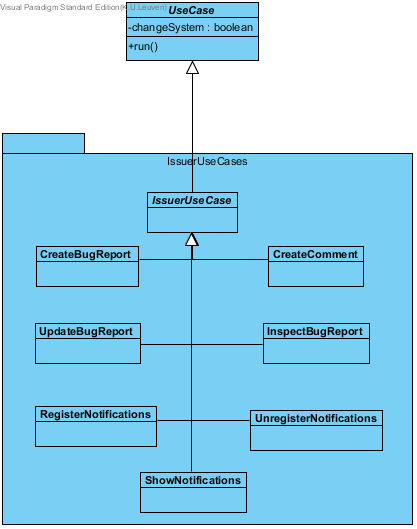 Visual Paradigm Standard Edition(K.U.Leuven)
UseCase
-changeSystem : boolean
+run()
IssuerUseCases
IssuerUseCase
CreateBugReport
CreateComment
UpdateBugReport
InspectBugReport
RegisterNotifications
UnregisterNotifications
ShowNotifications